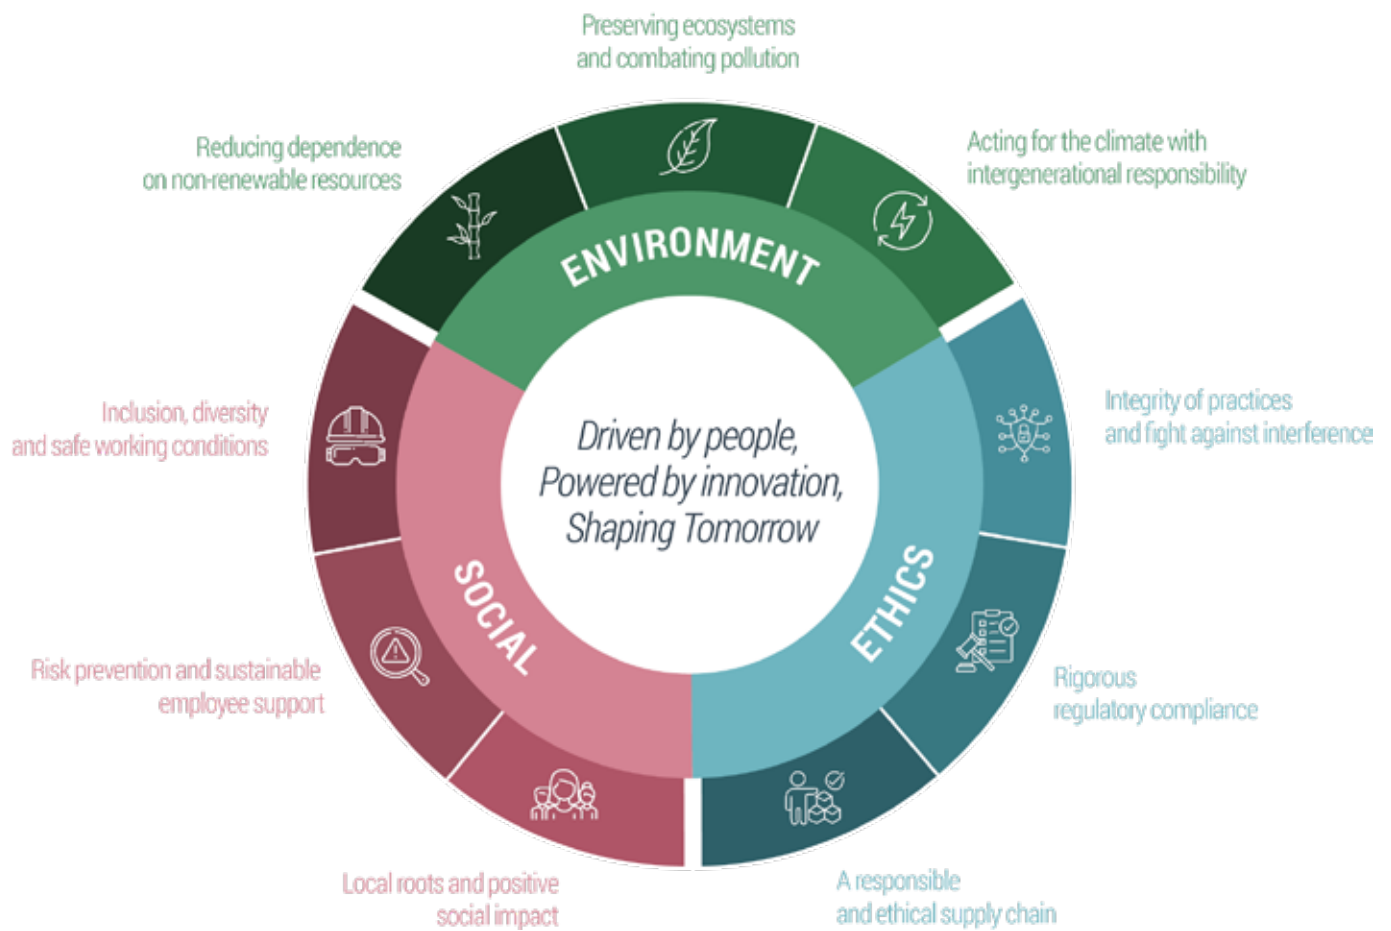 Preserving ecosystems
and combating pollution
Reducing dependence
on non-renewable resources
Acting for the climate with
intergenerational responsibility
ENVIRONMENT
Inclusion, diversity
and safe working conditions
Integrity of practices
and fight against interference
Driven by people,
Powered by innovation,
Shaping Tomorrow
SOCIAL
ETHICS
Risk prevention and sustainable
employee support
Rigorous
regulatory compliance
Local roots and positive
social impact
A responsible
and ethical supply chain